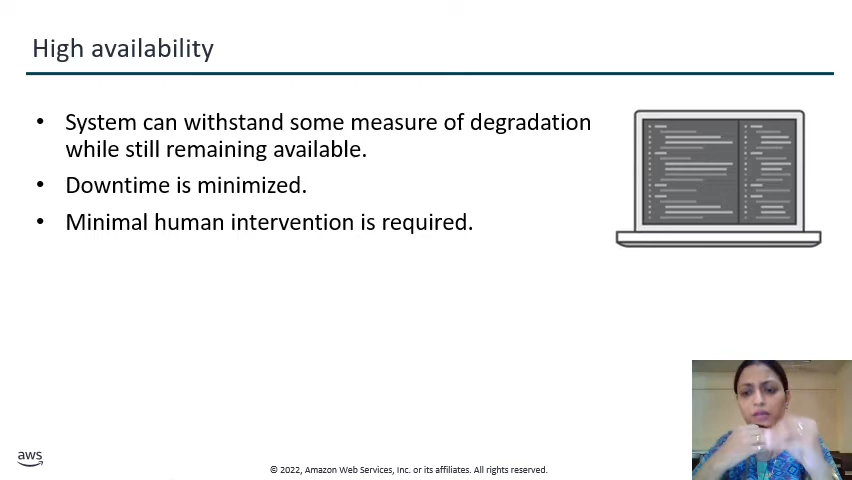 High availability
• System can withstand some measure of degradation
while still remaining available.
• Downtime is minimized.
• Minimal human intervention is required.
aws
© 2022, Amazon Web Services, Inc. or its affiliates. All rights reserved.